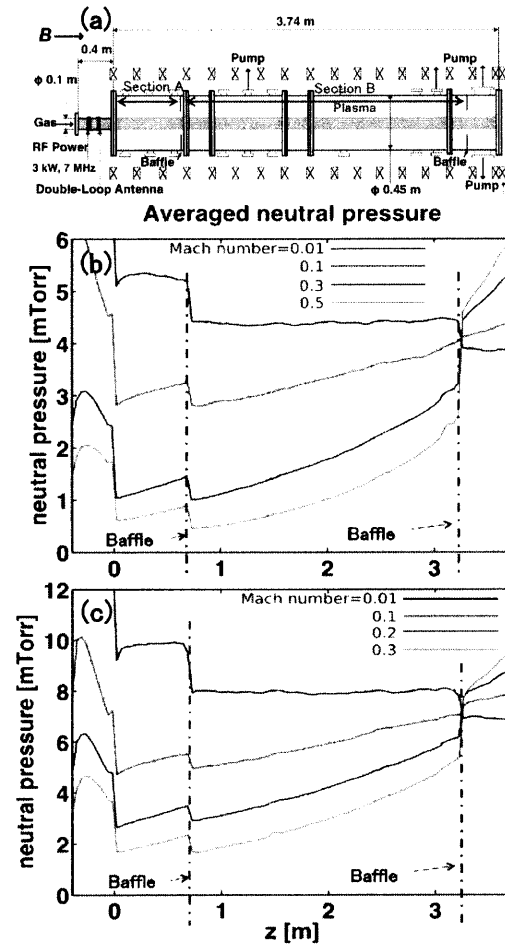 (a)
3.74 m
B
0.4 m
Pump
Pump
ϕ 0.1 m
Section A
Section B
Plasma
Gas
RF Power
3 kW, 7 MHz
Baffle
Baffle
Double-Loop Antenna
ϕ 0.45 m
Pump
Averaged neutral pressure
(b)
Mach number=0.01
0.1
0.3
0.5
neutral pressure [mTorr]
6
5
4
3
2
1
0
Baffle
Baffle
0 1 2 3
(c)
Mach number=0.01
0.1
0.2
0.3
neutral pressure [mTorr]
12
10
8
6
4
2
0
Baffle
Baffle
0 1 2 3
z [m]